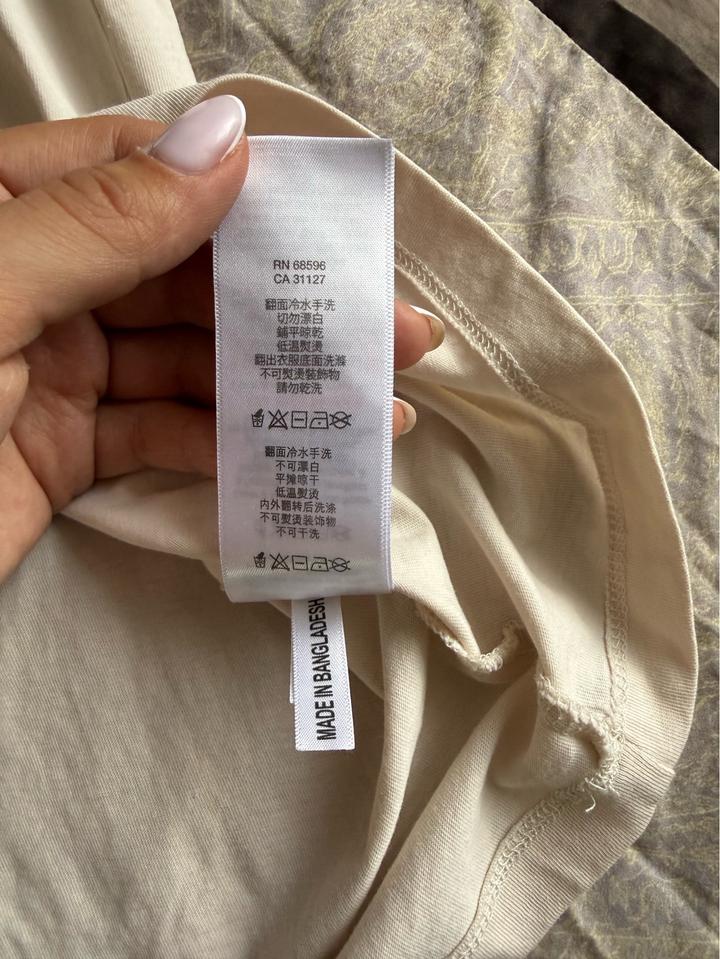 RN 68596
CA 31127
翻面冷水手洗
切勿漂白
鋪平晾乾
低溫熨燙
翻出衣服底面洗滌
不可熨燙裝飾物
請勿乾洗
翻面冷水手洗
不可漂白
平摊晾干
低温熨烫
内外翻转后洗涤
不可熨烫装饰物
不可干洗
MADE IN BANGLADESH